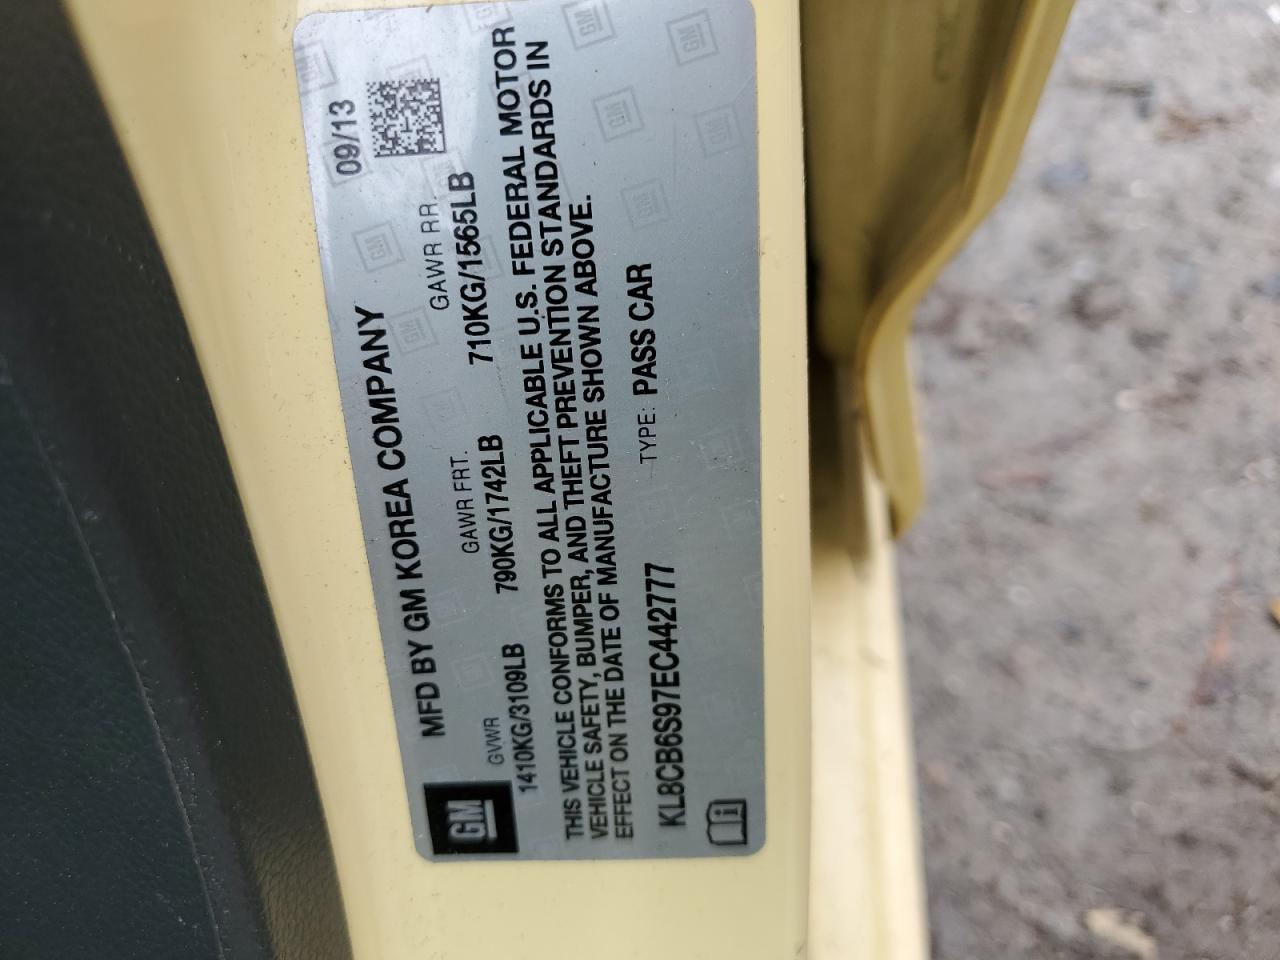 09/13
MFD BY GM KOREA COMPANY
GM
GVWR GAWR FRT. GAWR RR.
1410KG/3109LB 790KG/1742LB 710KG/1565LB
THIS VEHICLE CONFORMS TO ALL APPLICABLE U.S. FEDERAL MOTOR
VEHICLE SAFETY, BUMPER, AND THEFT PREVENTION STANDARDS IN
EFFECT ON THE DATE OF MANUFACTURE SHOWN ABOVE.
KL8CB6S97EC442777 TYPE: PASS CAR